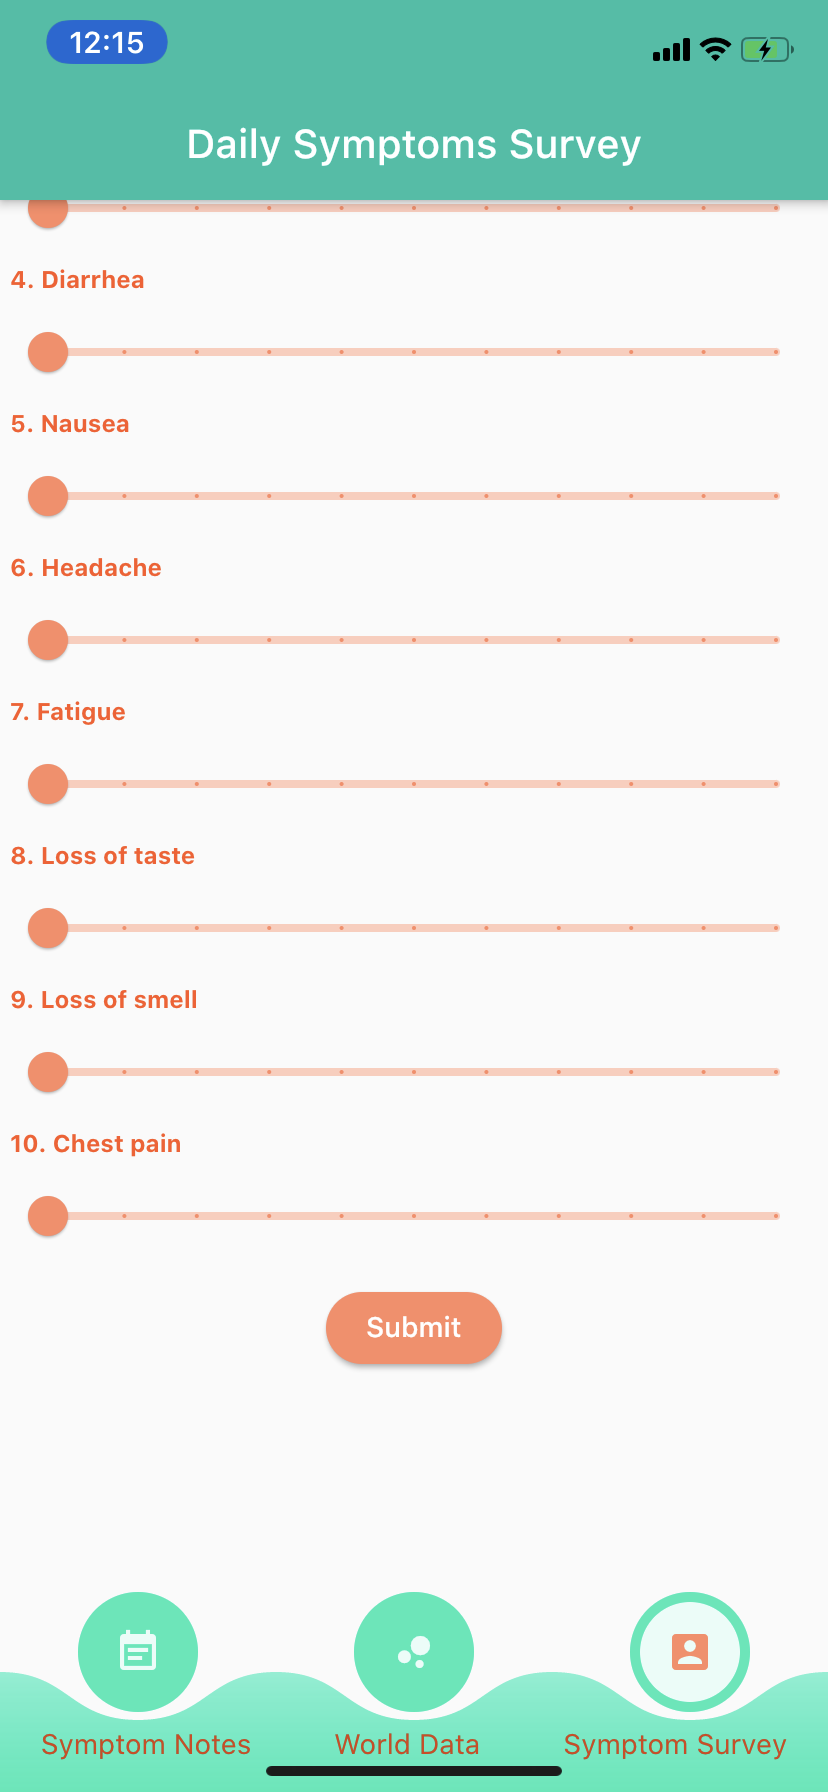 12:15
Daily Symptoms Survey
4. Diarrhea
5. Nausea
6. Headache
7. Fatigue
8. Loss of taste
9. Loss of smell
10. Chest pain
Submit
Symptom Notes
World Data
Symptom Survey